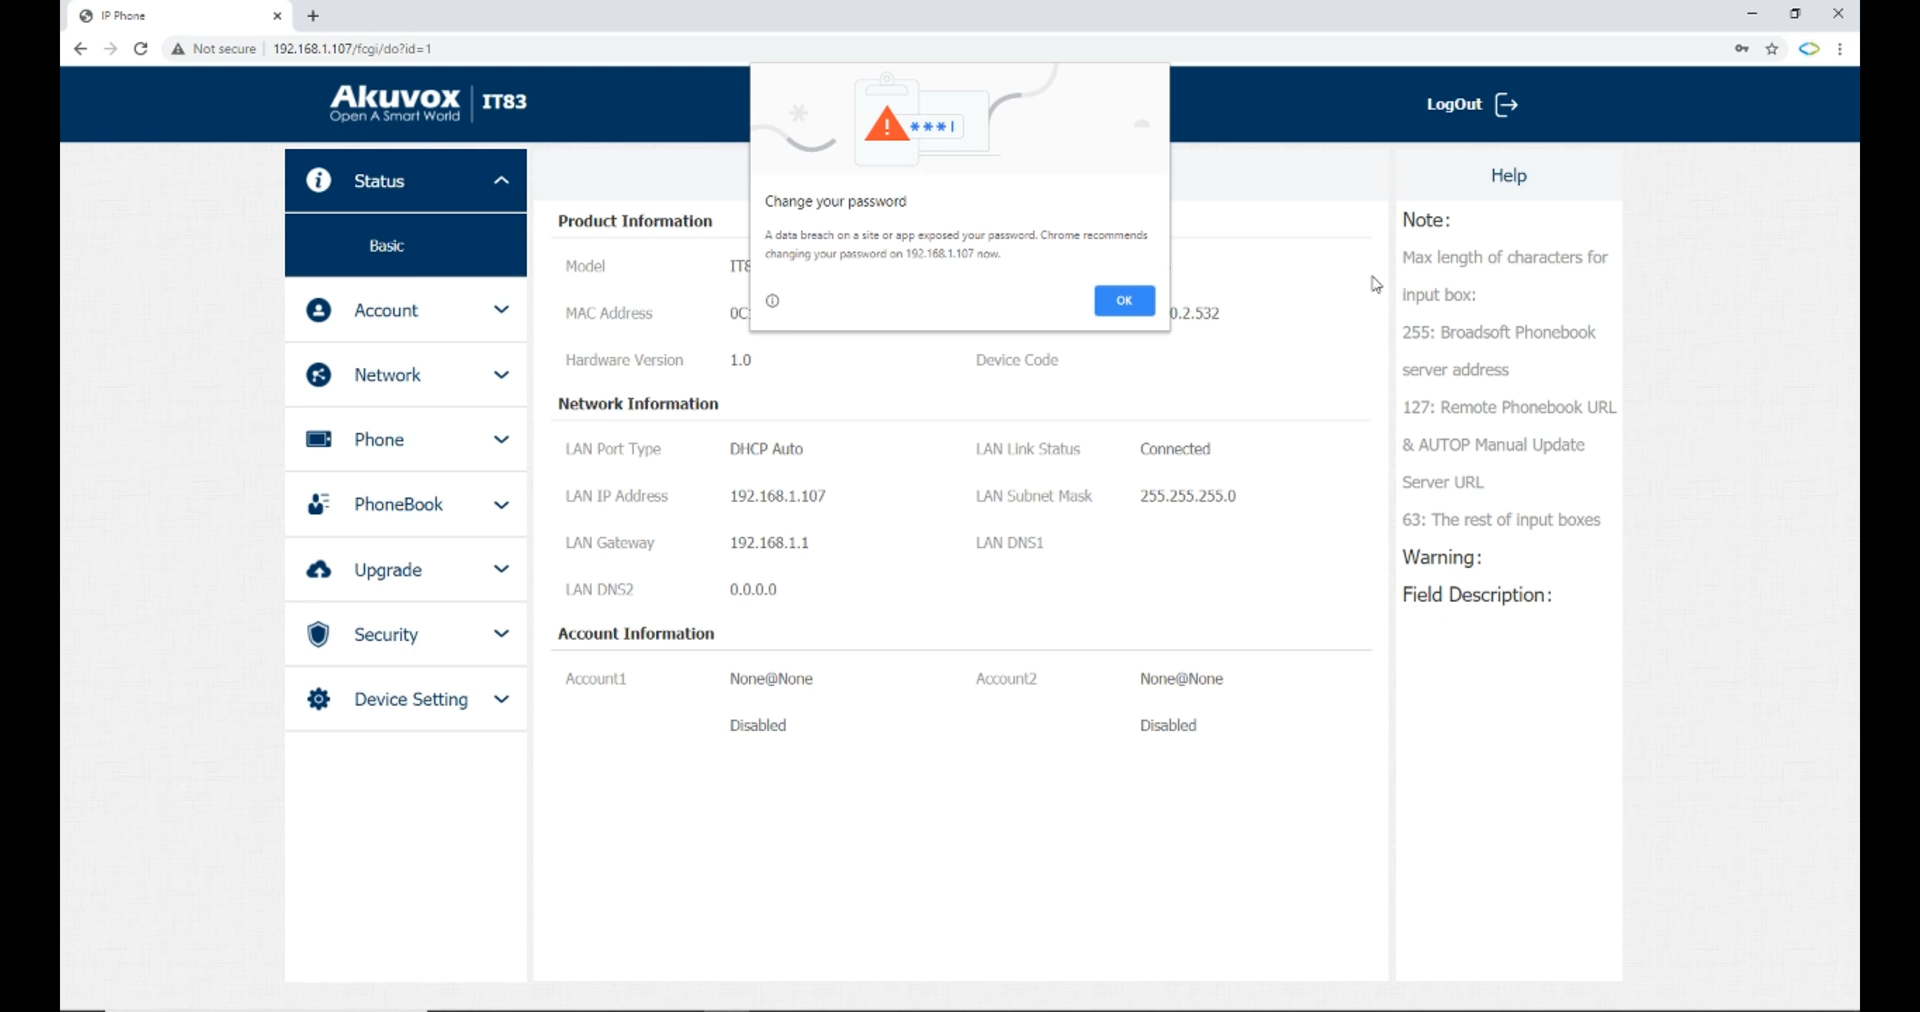 IP Phone
Not secure 192.168.1.107/fcgi/do?id=1
Akuvox IT83
Open A Smart World
LogOut
Change your password
A data breach on a site or app exposed your password. Chrome recommends
changing your password on 192.168.1.107 now.
OK
Status
Basic
Account
Network
Phone
PhoneBook
Upgrade
Security
Device Setting
Product Information
Model
MAC Address 0.2.532
Hardware Version 1.0 Device Code
Network Information
LAN Port Type DHCP Auto LAN Link Status Connected
LAN IP Address 192.168.1.107 LAN Subnet Mask 255.255.255.0
LAN Gateway 192.168.1.1 LAN DNS1
LAN DNS2 0.0.0.0
Account Information
Account1 None@None Account2 None@None
Disabled Disabled
Help
Note:
Max length of characters for
input box:
255: Broadsoft Phonebook
server address
127: Remote Phonebook URL
& AUTOP Manual Update
Server URL
63: The rest of input boxes
Warning:
Field Description: